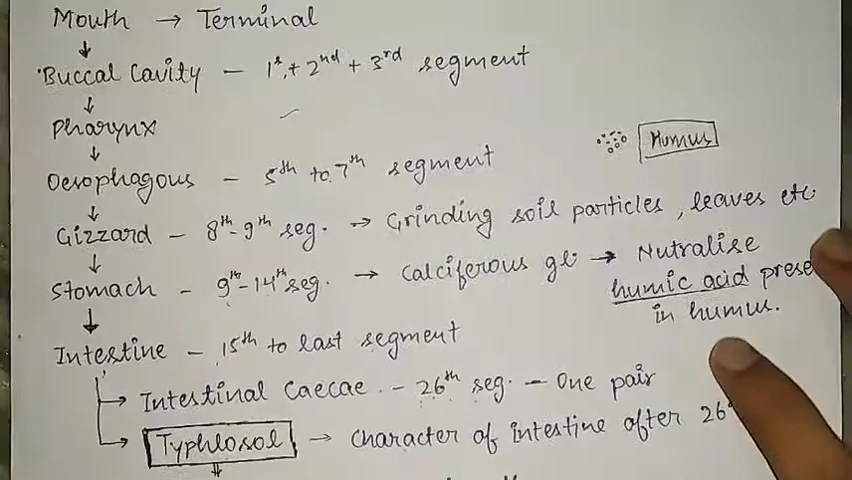 Mouth → Terminal
↓
Buccal Cavity – 1st + 2nd + 3rd segment
↓
Pharynx
↓
Humus
Oesophagous – 5th to 7th segment
↓
Gizzard – 8th-9th seg. → Grinding soil particles, leaves etc
↓
Stomach – 9th-14th seg. → Calciferous gl → Nutralise
humic acid prese
in humus.
↓
Intestine – 15th to last segment
→ Intestinal Caecae – 26th seg. – One pair
→ Typhlosol → Character of intestine after 26